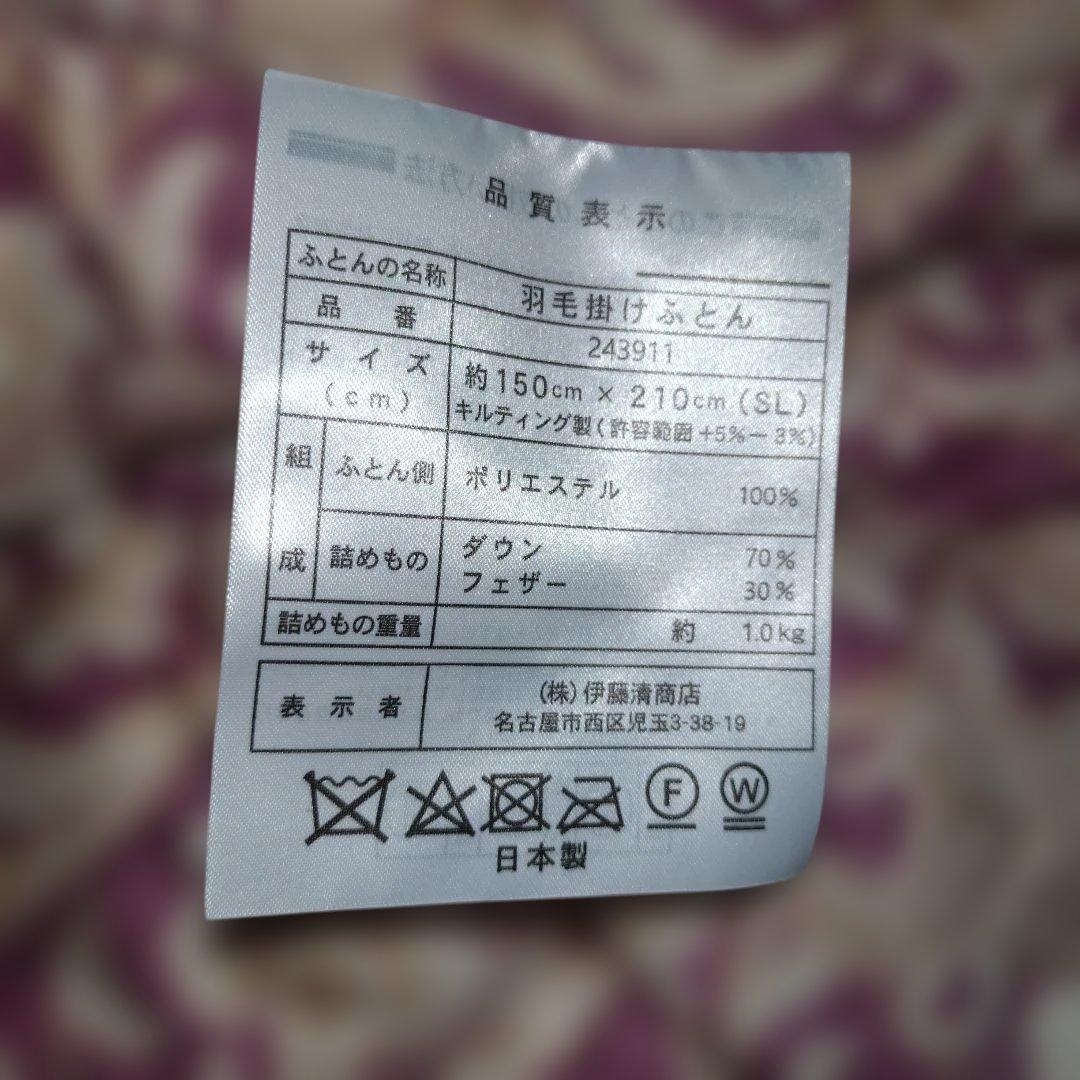 品質表示
ふとんの名称 羽毛掛けふとん
品番 243911
サイズ(cm) 約150cm × 210cm (SL)
キルティング製(許容範囲+5%ー3%)
組成 ふとん側 ポリエステル 100%
詰めもの ダウン 70%
フェザー 30%
詰めもの重量 約 1.0kg
表示者 (株)伊藤清商店
名古屋市西区児玉3-38-19
F W
日本製